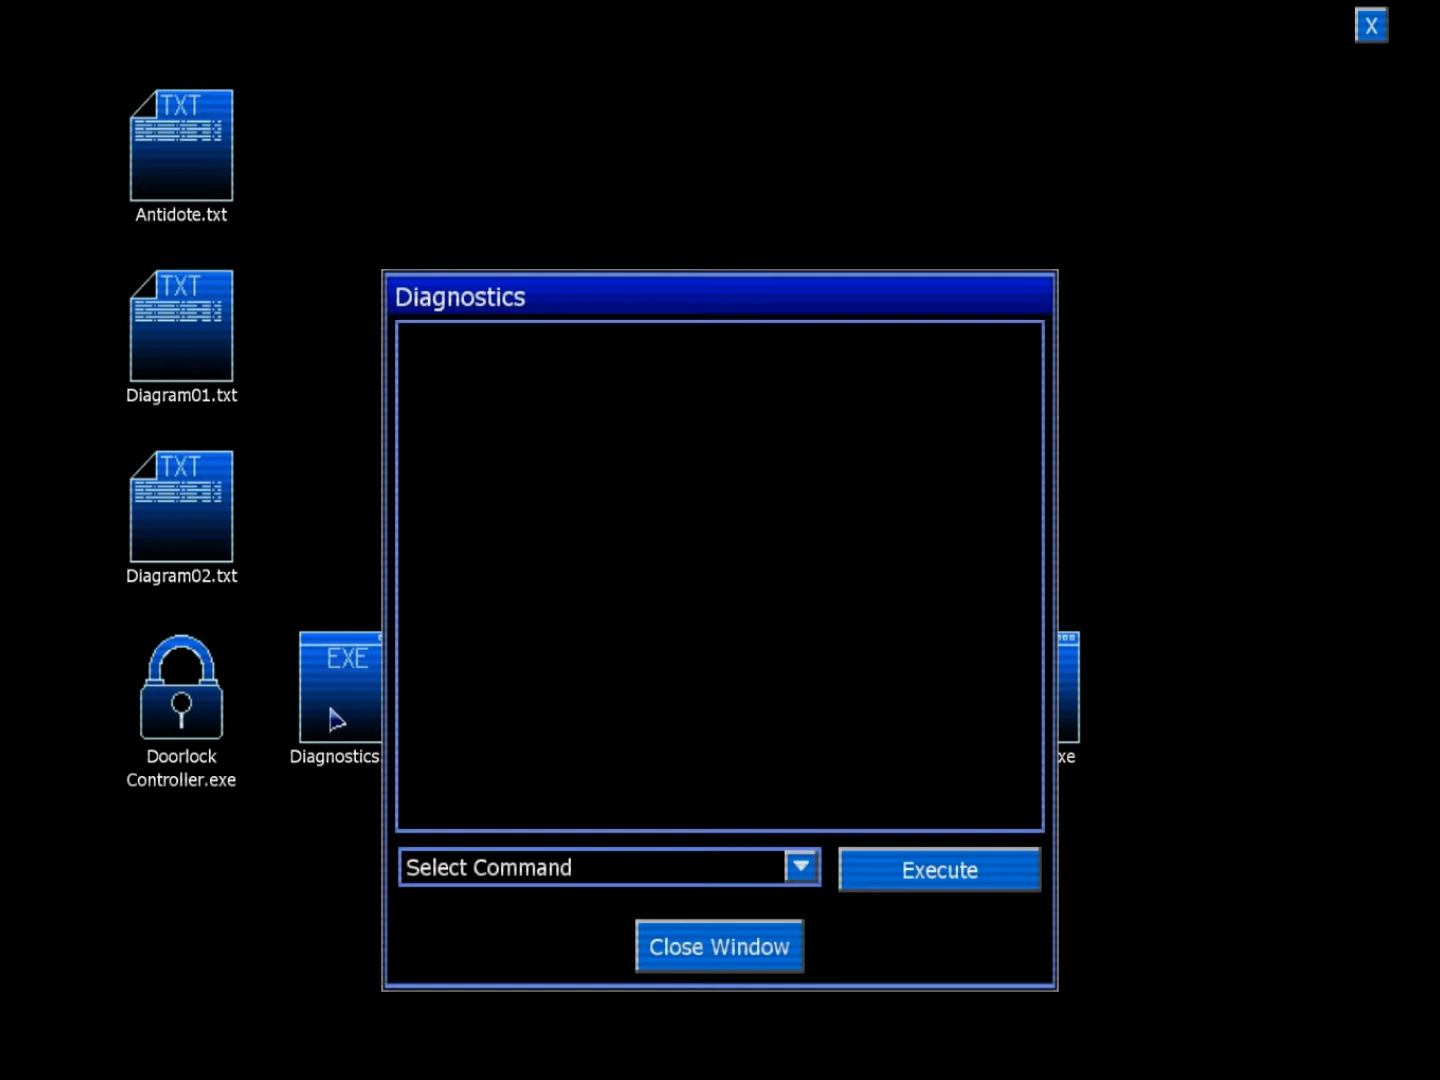 X
TXT
Antidote.txt
TXT
Diagram01.txt
TXT
Diagram02.txt
Doorlock
Controller.exe
EXE
Diagnostics.
Diagnostics
Select Command
Execute
Close Window
xe